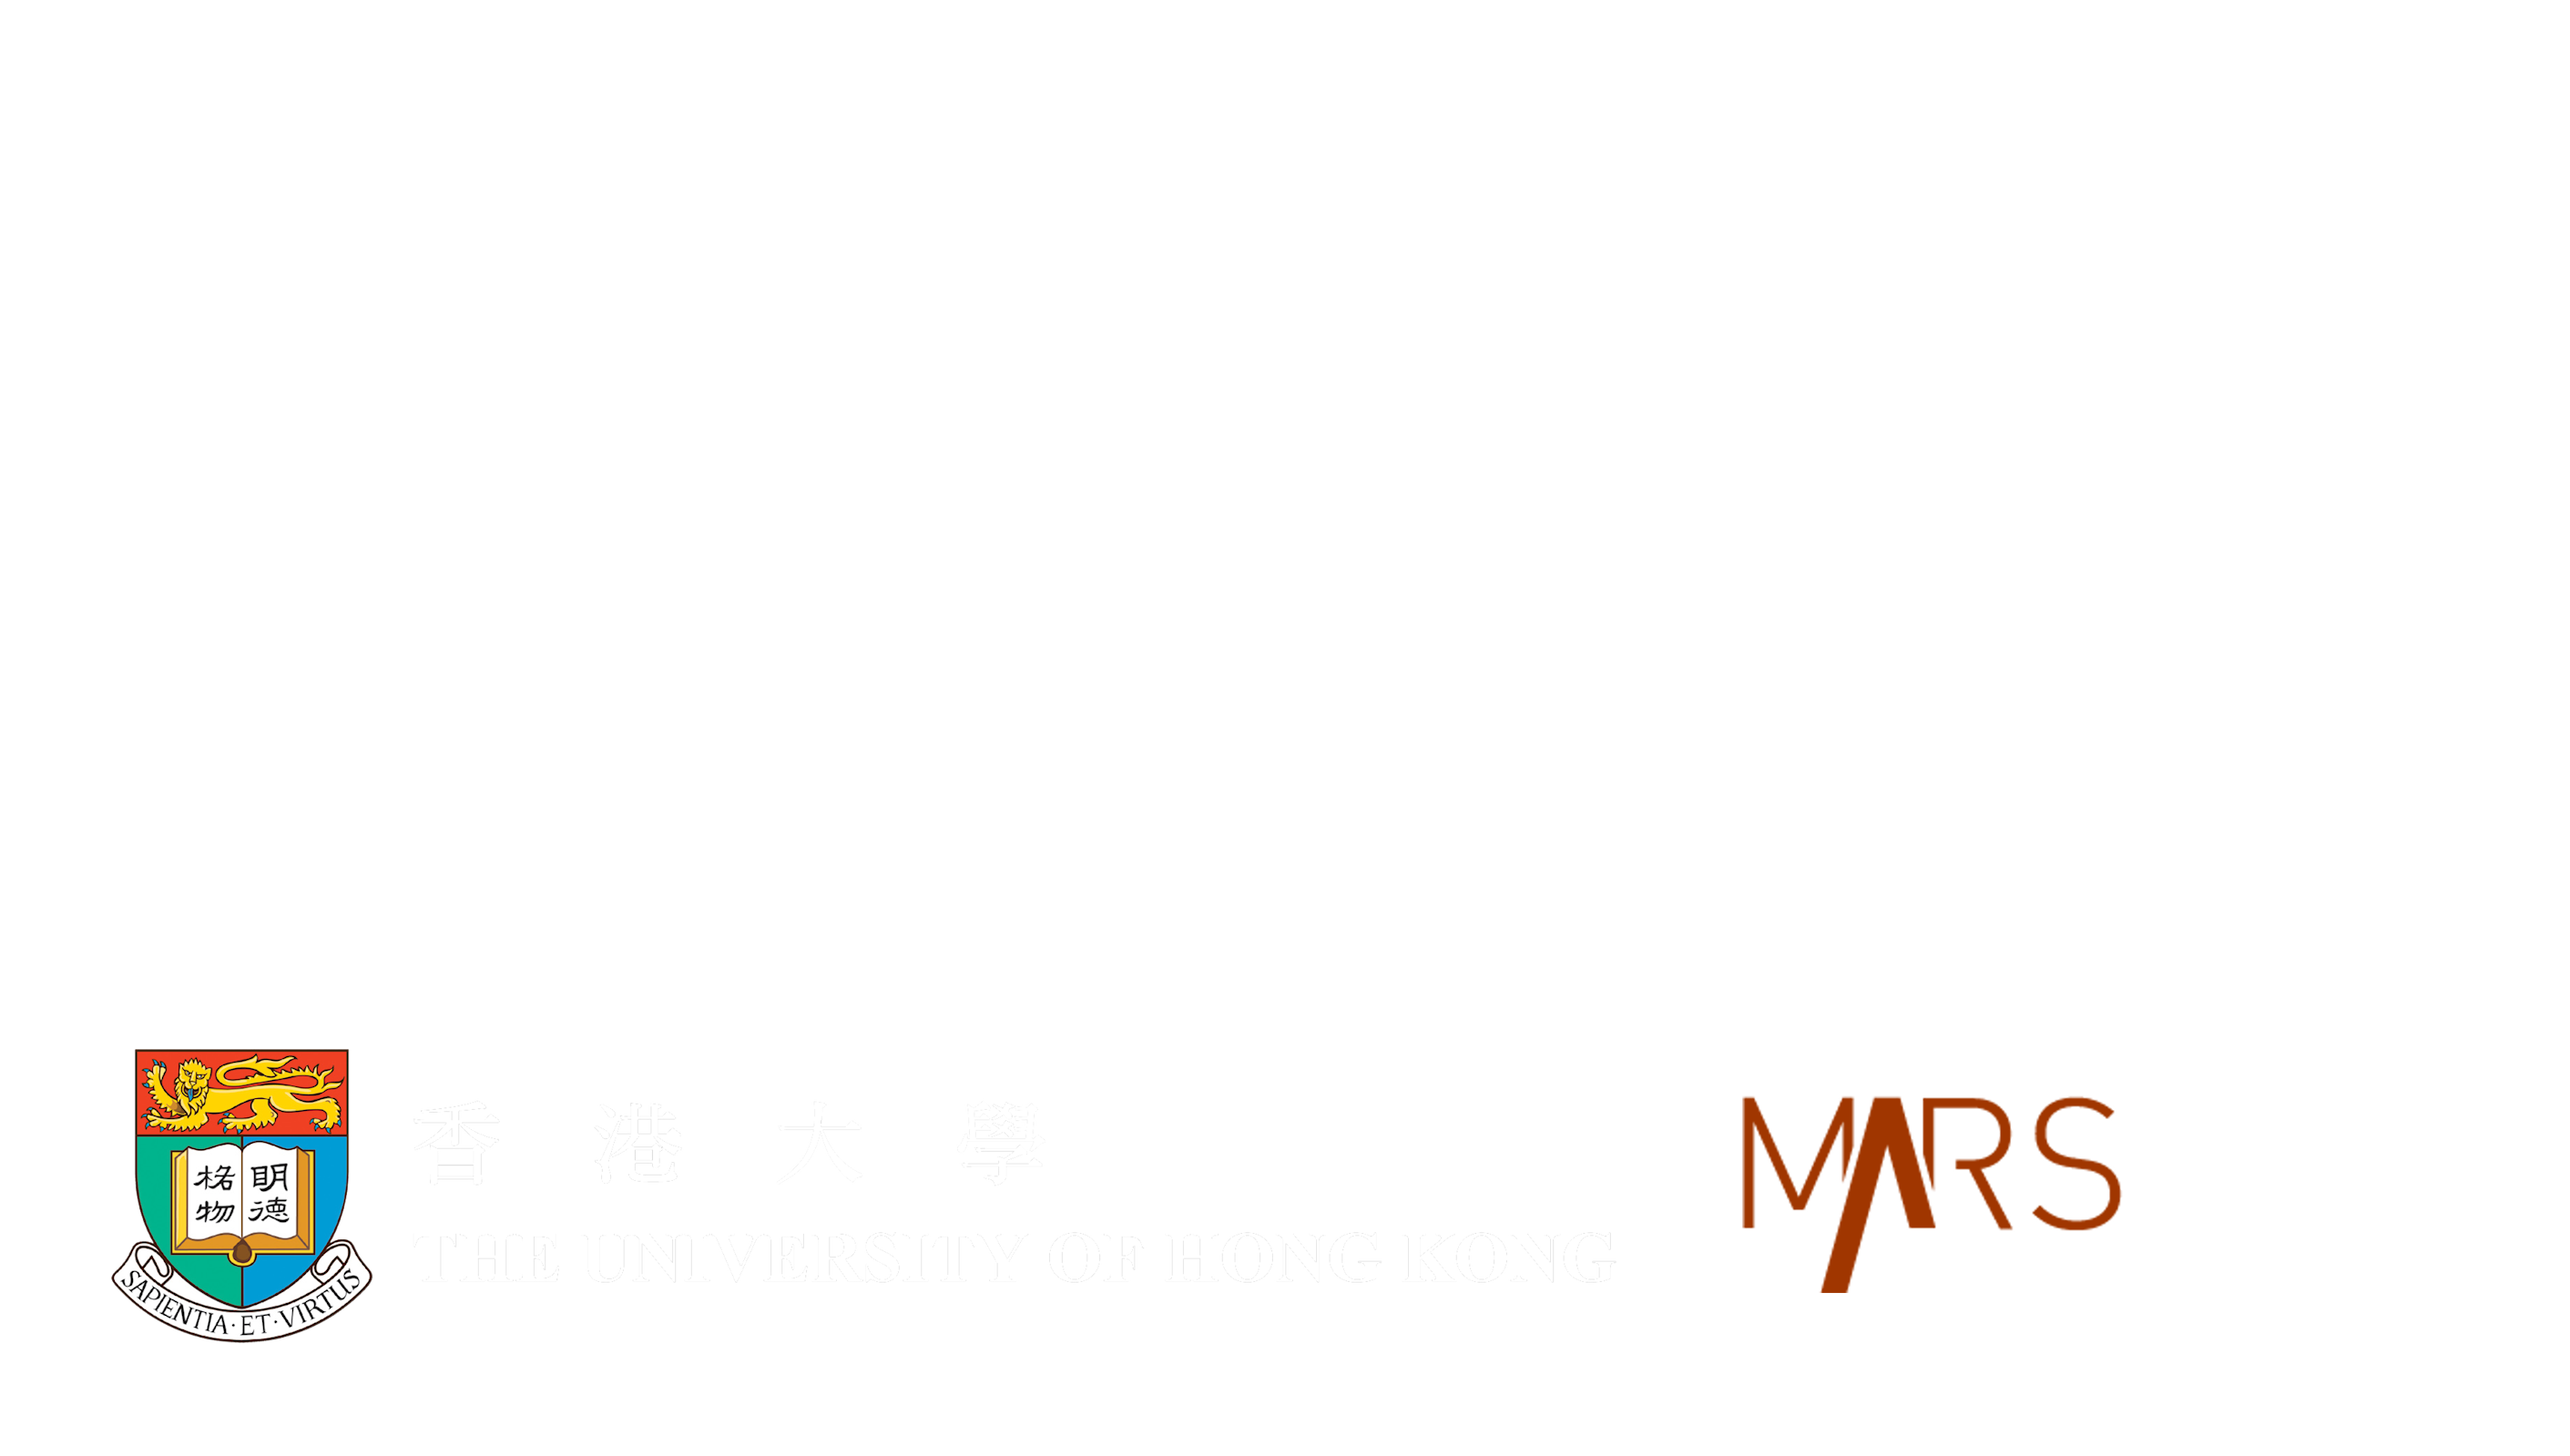 香港大學
THE UNIVERSITY OF HONG KONG
明德
格物
SAPIENTIA·ET·VIRTUS
MARS